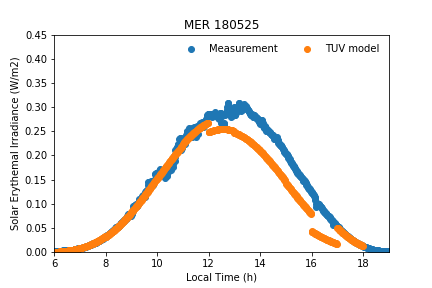 MER 180525
Measurement
TUV model
Solar Erythemal Irradiance (W/m2)
0.45
0.40
0.35
0.30
0.25
0.20
0.15
0.10
0.05
0.00
6 8 10 12 14 16 18
Local Time (h)